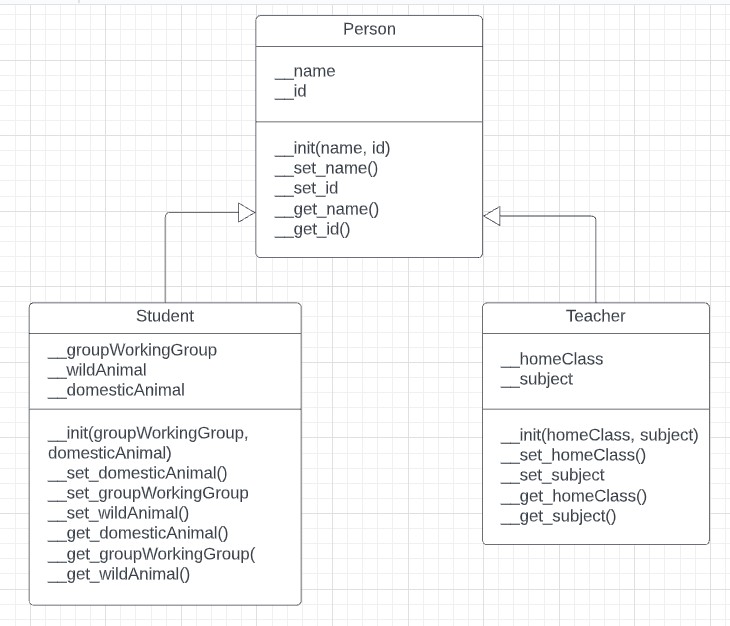 Person
__name
__id
__init(name, id)
__set_name()
__set_id
__get_name()
__get_id()
Student
__groupWorkingGroup
__wildAnimal
__domesticAnimal
__init(groupWorkingGroup,
domesticAnimal)
__set_domesticAnimal()
__set_groupWorkingGroup
__set_wildAnimal()
__get_domesticAnimal()
__get_groupWorkingGroup(
__get_wildAnimal()
Teacher
__homeClass
__subject
__init(homeClass, subject)
__set_homeClass()
__set_subject
__get_homeClass()
__get_subject()